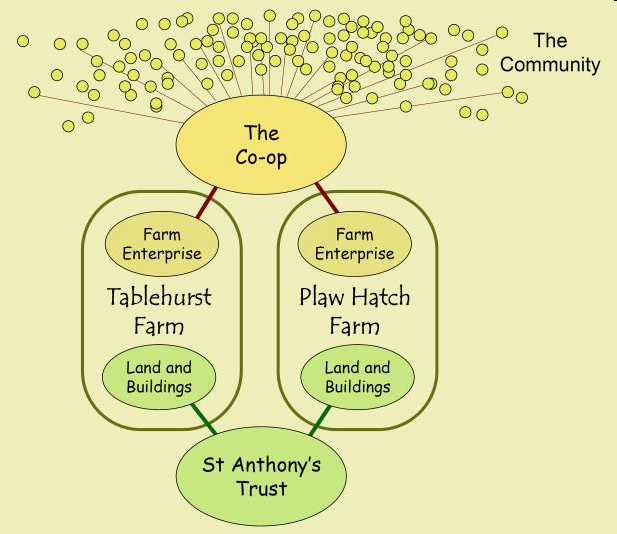 The
Community
The
Co-op
Farm
Enterprise
Tablehurst
Farm
Land and
Buildings
Farm
Enterprise
Plaw Hatch
Farm
Land and
Buildings
St Anthony's
Trust